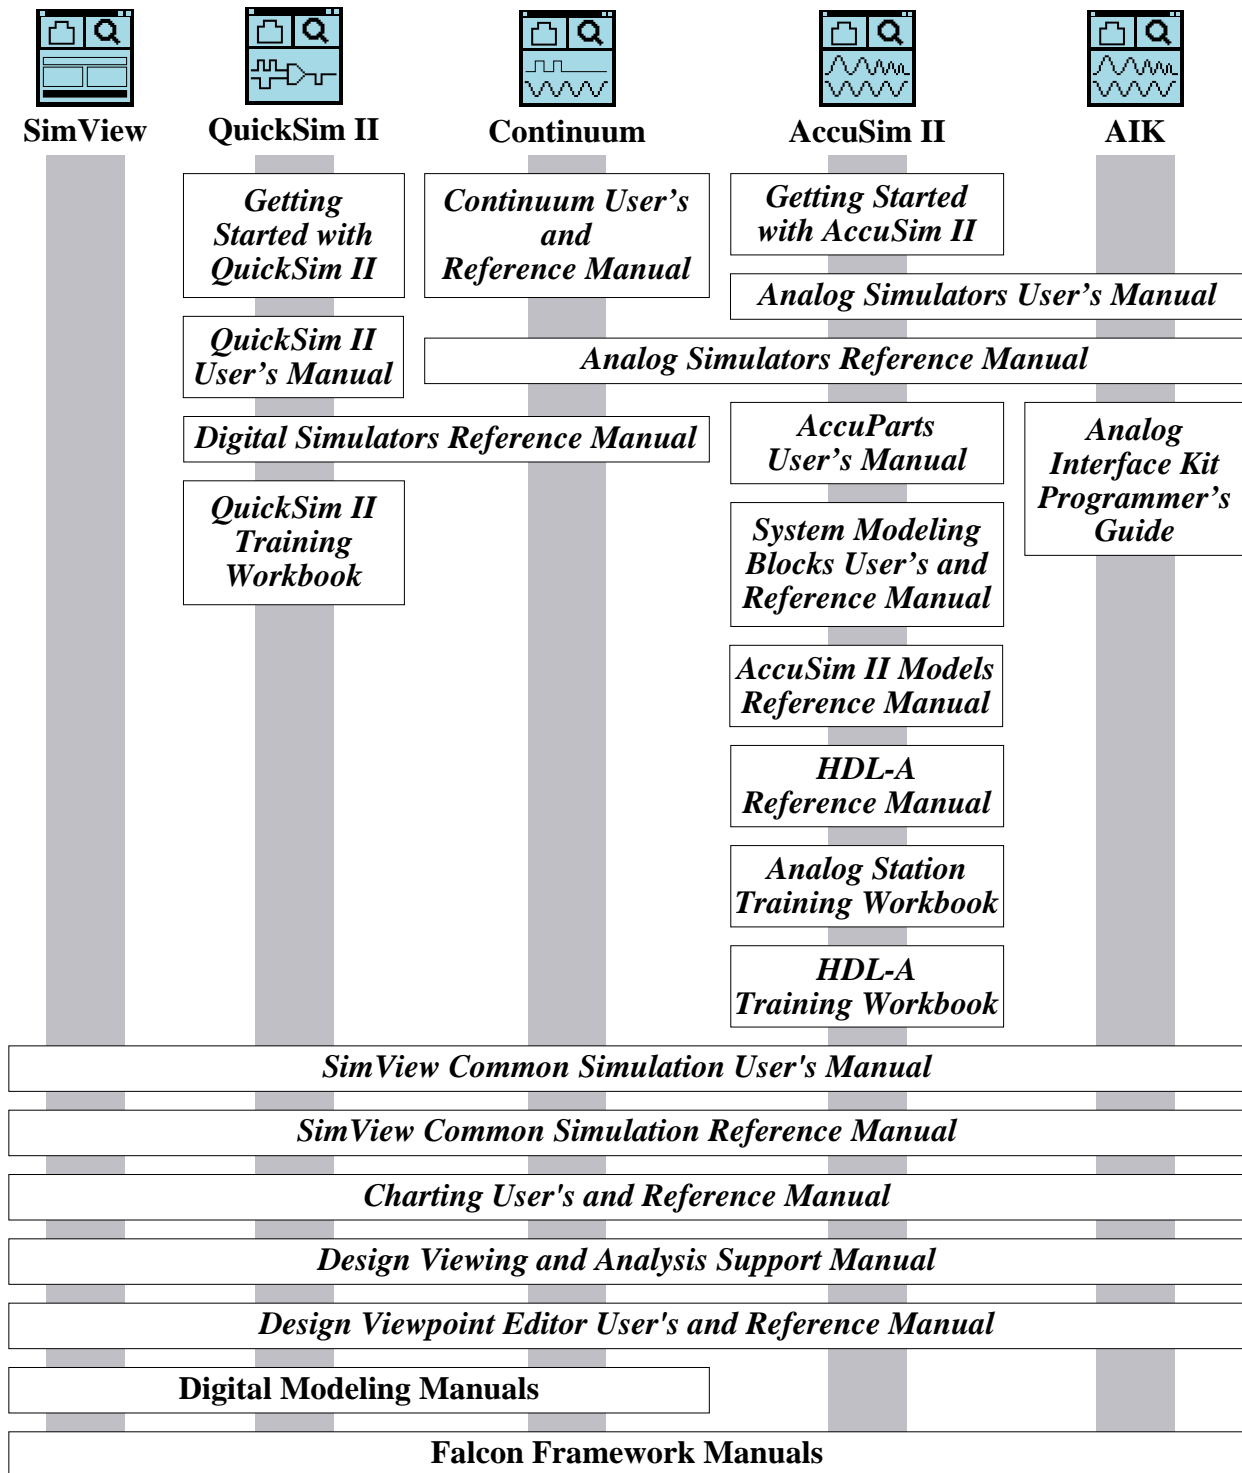 SimView
QuickSim II
Continuum
AccuSim II
AIK
Getting
Started with
QuickSim II
Continuum User’s
and
Reference Manual
Getting Started
with AccuSim II
Analog Simulators User’s Manual
QuickSim II
User’s Manual
Analog Simulators Reference Manual
Digital Simulators Reference Manual
AccuParts
User’s Manual
Analog
Interface Kit
Programmer’s
Guide
QuickSim II
Training
Workbook
System Modeling
Blocks User’s and
Reference Manual
AccuSim II Models
Reference Manual
HDL-A
Reference Manual
Analog Station
Training Workbook
HDL-A
Training Workbook
SimView Common Simulation User's Manual
SimView Common Simulation Reference Manual
Charting User's and Reference Manual
Design Viewing and Analysis Support Manual
Design Viewpoint Editor User's and Reference Manual
Digital Modeling Manuals
Falcon Framework Manuals